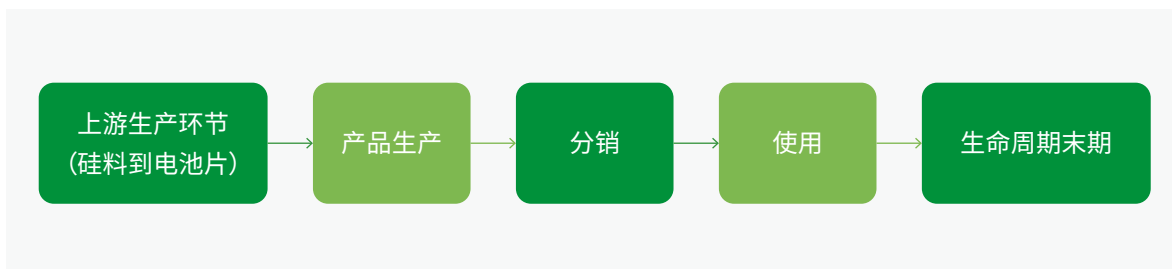 上游生产环节
（硅料到电池片）
产品生产
分销
使用
生命周期末期